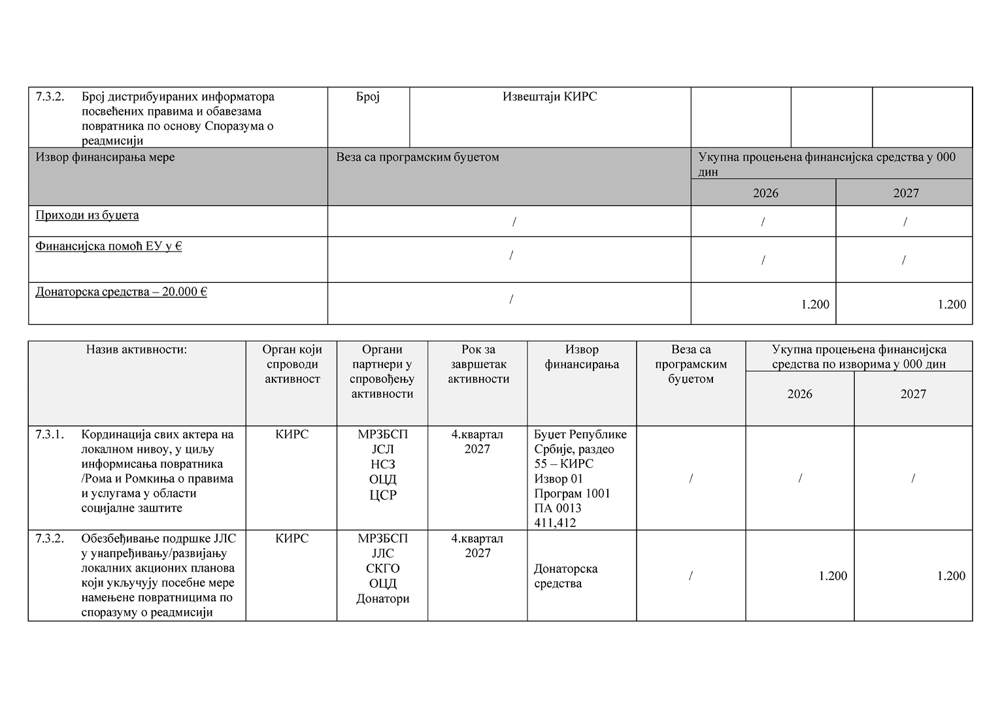 7.3.2. Број дистрибуираних информатора Број Извештаји КИРС
посвећених правима и обавезама
повратника по основу Споразума о
реадмисији
Извор финансирања мере Веза са програмским буџетом Укупна процењена финансијска средства у 000
дин
2026 2027
Приходи из буџета / / /
Финансијска помоћ ЕУ у € / / /
Донаторска средства – 20.000 € / 1.200 1.200
Назив активности: Орган који Органи Рок за Извор Веза са Укупна процењена финансијска
спроводи партнери у завршетак финансирања програмским средства по изворима у 000 дин
активност спровођењу активности буџетом
активности 2026 2027
7.3.1. Кординација свих актера на КИРС МРЗБСП 4.квартал Буџет Републике
локалном нивоу, у циљу ЈСЛ 2027 Србије, раздео
информисања повратника НСЗ 55 – КИРС
/Рома и Ромкиња о правима ОЦД Извор 01 / / /
и услугама у области ЦСР Програм 1001
социјалне заштите ПА 0013
411,412
7.3.2. Обезбеђивање подршке ЈЛС КИРС МРЗБСП 4.квартал
у унапређивању/развијању ЈЛС 2027
локалних акционих планова СКГО Донаторска
који укључују посебне мере ОЦД средства / 1.200 1.200
намењене повратницима по Донатори
споразуму о реадмисији